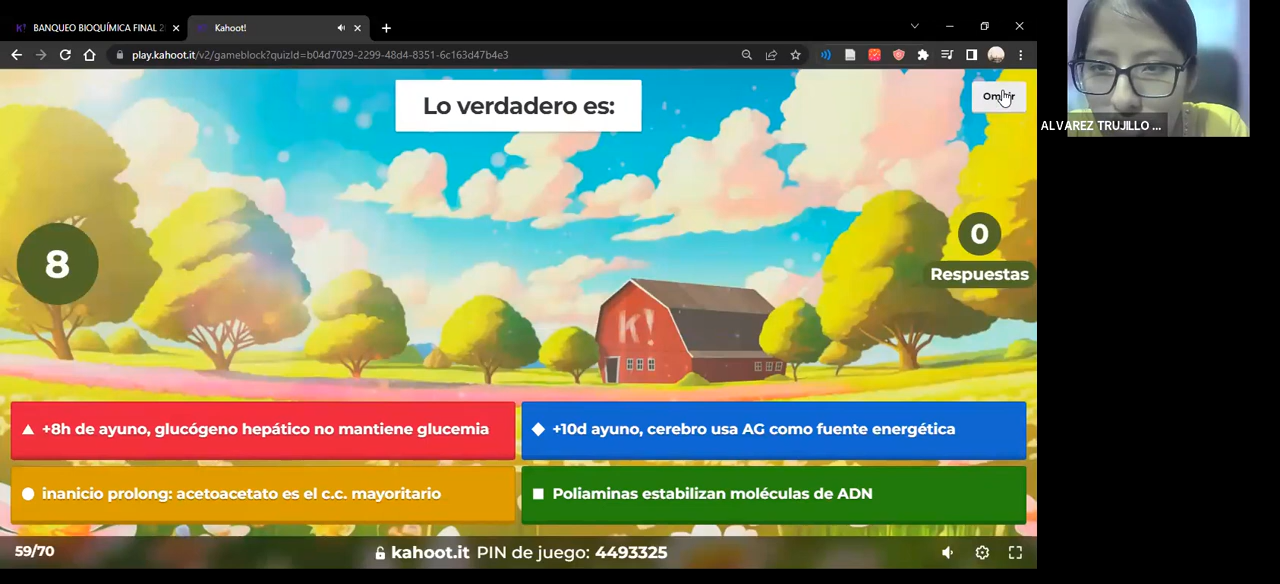 BANQUEO BIOQUÍMICA FINAL 2
Kahoot!
play.kahoot.it/v2/gameblock?quizId=b04d7029-2299-48d4-8351-6c163d47b4e3
Lo verdadero es:
ALVAREZ TRUJILLO ...
8
0
Respuestas
k!
+8h de ayuno, glucógeno hepático no mantiene glucemia
+10d ayuno, cerebro usa AG como fuente energética
inanicio prolong: acetoacetato es el c.c. mayoritario
Poliaminas estabilizan moléculas de ADN
59/70
kahoot.it PIN de juego: 4493325